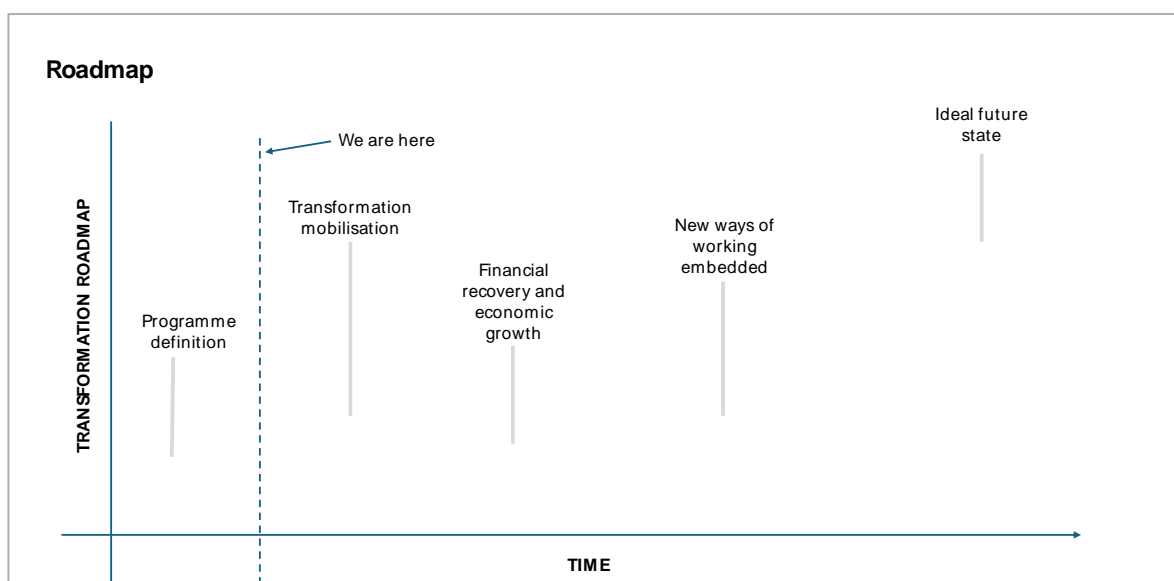 Roadmap
We are here
Ideal future
state
TRANSFORMATION ROADMAP
Programme
definition
Transformation
mobilisation
Financial
recovery and
economic
growth
New ways of
working
embedded
TIME